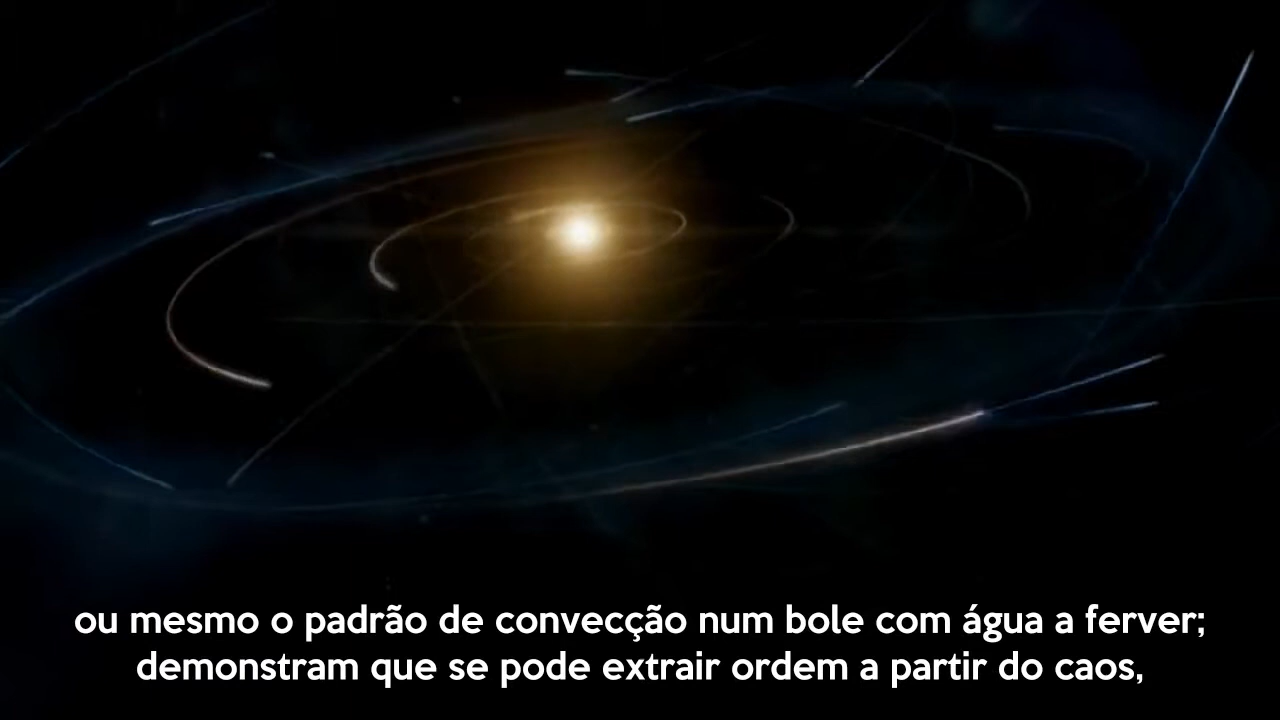 ou mesmo o padrão de convecção num bole com água a ferver;
demonstram que se pode extrair ordem a partir do caos,